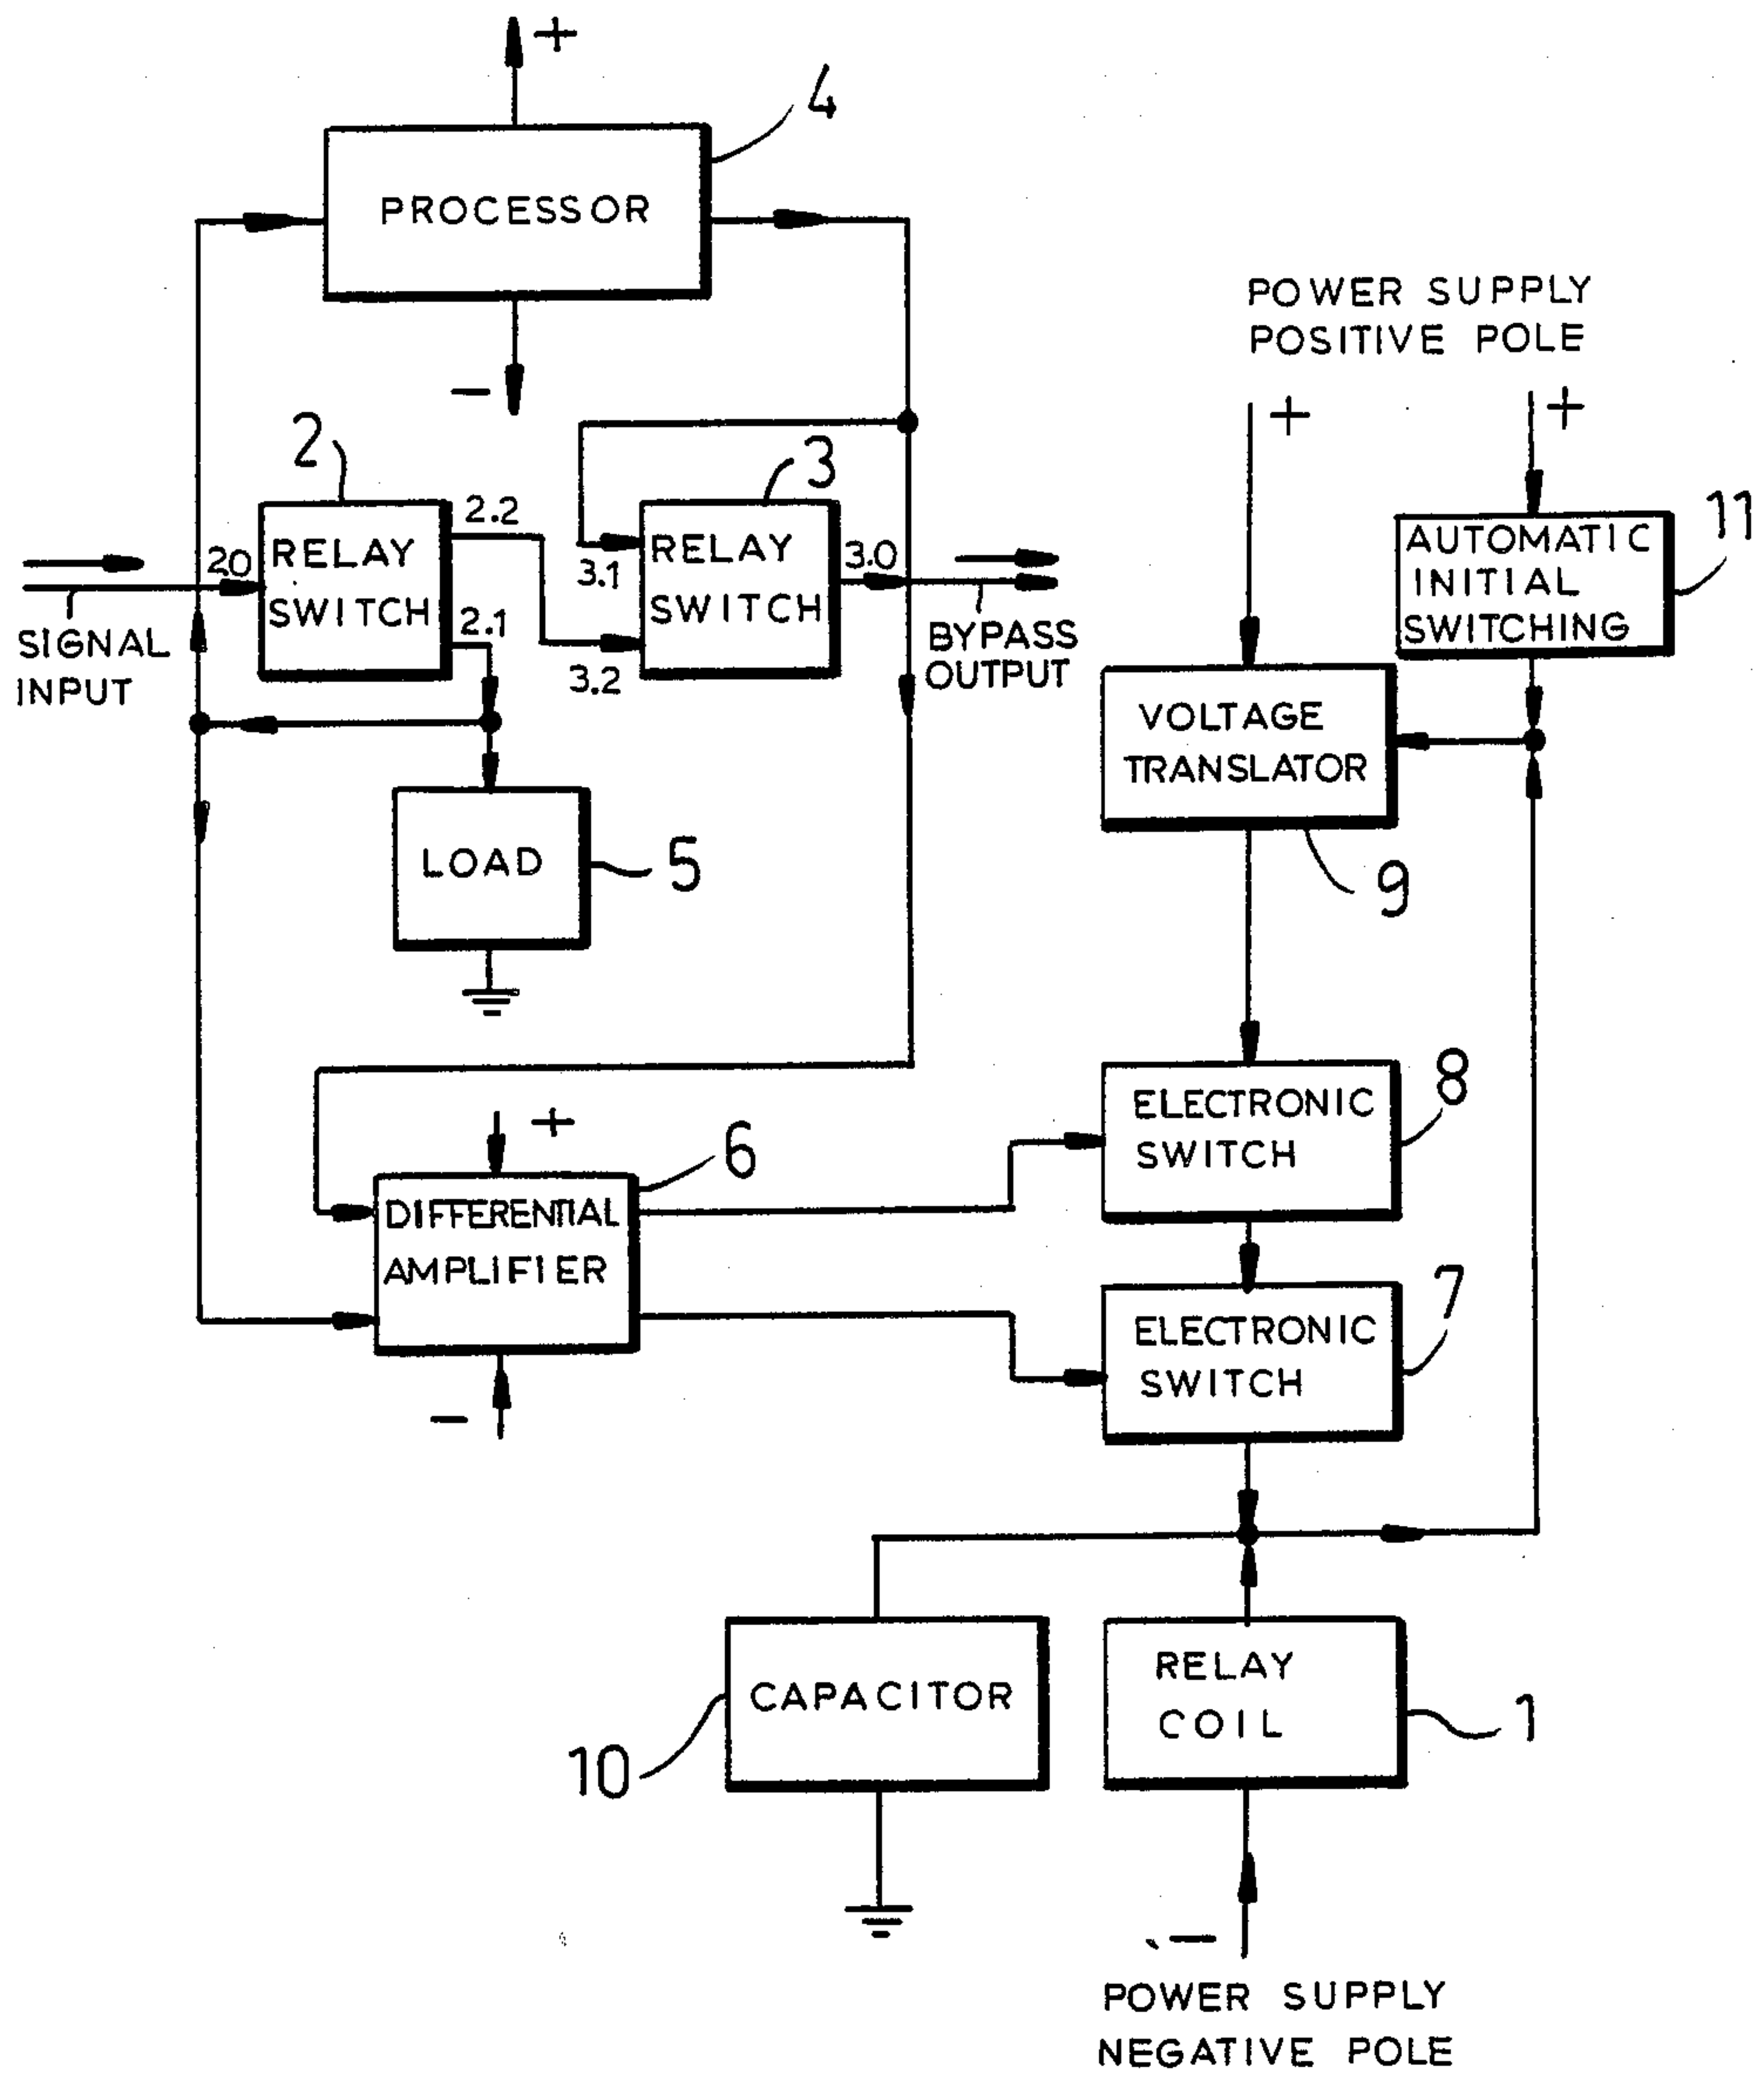 +
4
PROCESSOR
−
POWER SUPPLY
POSITIVE POLE
+
+
2
3
11
2.2
20
RELAY
SWITCH
2.1
3.1
3.2
RELAY
SWITCH
3.0
AUTOMATIC
INITIAL
SWITCHING
SIGNAL
INPUT
BYPASS
OUTPUT
VOLTAGE
TRANSLATOR
9
LOAD
5
8
ELECTRONIC
SWITCH
+
6
DIFFERENTIAL
AMPLIFIER
−
7
ELECTRONIC
SWITCH
CAPACITOR
10
RELAY
COIL
1
−
POWER SUPPLY
NEGATIVE POLE